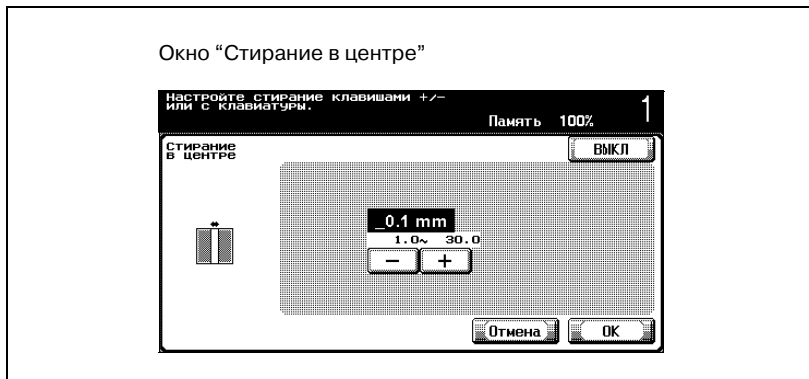 Окно “Стирание в центре”
Настройте стирание клавишами +/−
или с клавиатуры.
Память 100%
1
Стирание
в центре
ВЫКЛ
_0.1 mm
1.0~ 30.0
− +
Отмена
OK